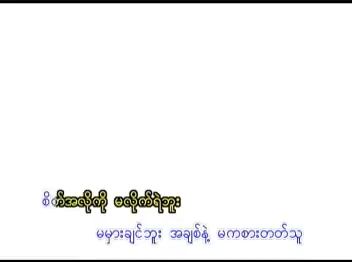 စိတ်အလိုကို မလိုက်ရဲဘူး
မမှားချင်ဘူး အချစ်နဲ့ မကစားတတ်သူ